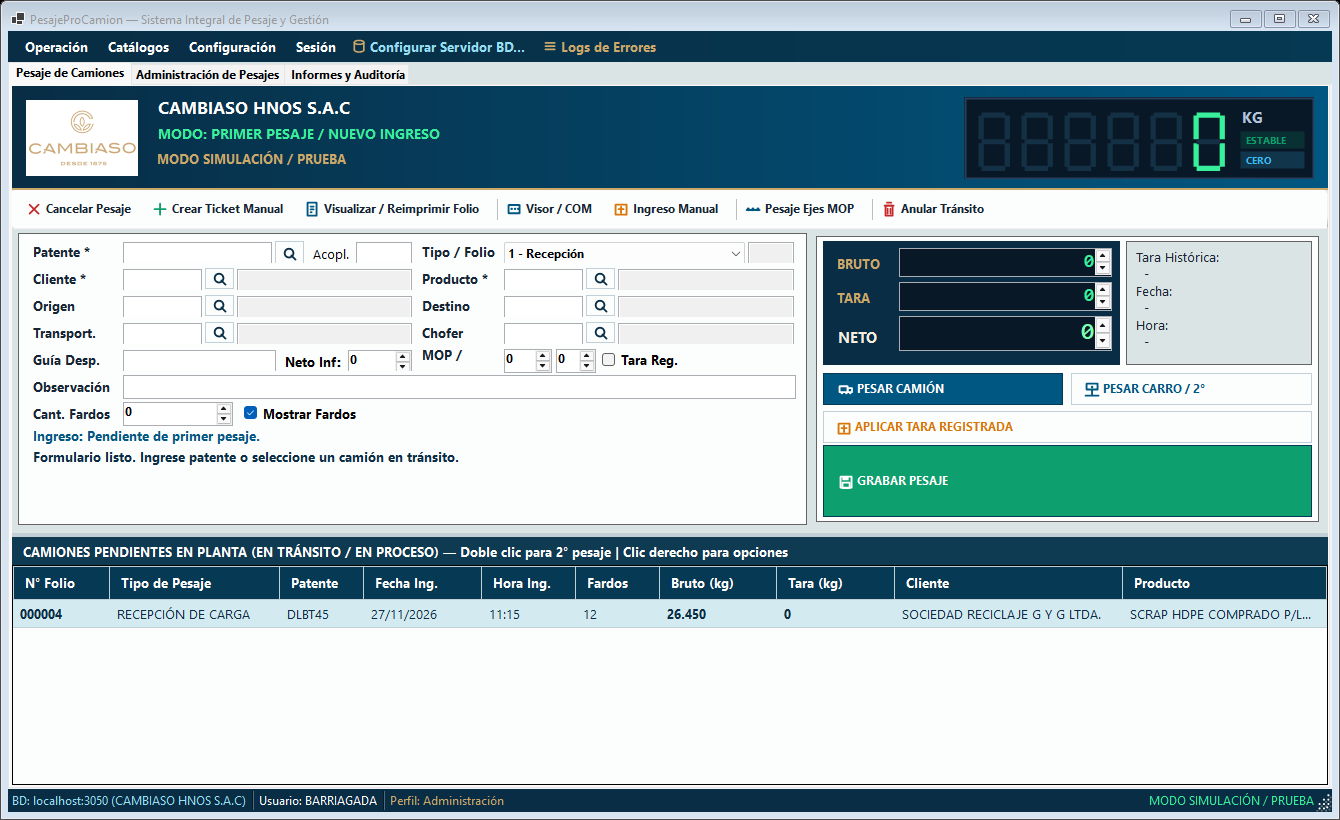 PesajeProCamion — Sistema Integral de Pesaje y Gestión
Operación Catálogos Configuración Sesión Configurar Servidor BD... Logs de Errores
Pesaje de Camiones Administración de Pesajes Informes y Auditoría
CAMBIASO
DESDE 1876
CAMBIASO HNOS S.A.C
MODO: PRIMER PESAJE / NUEVO INGRESO
MODO SIMULACIÓN / PRUEBA
0 KG
ESTABLE
CERO
Cancelar Pesaje Crear Ticket Manual Visualizar / Reimprimir Folio Visor / COM Ingreso Manual Pesaje Ejes MOP Anular Tránsito
Patente * Acopl. Tipo / Folio 1 - Recepción
Cliente * Producto *
Origen Destino
Transport. Chofer
Guía Desp. Neto Inf: 0 MOP / 0 0 Tara Reg.
Observación
Cant. Fardos 0 Mostrar Fardos
Ingreso: Pendiente de primer pesaje.
Formulario listo. Ingrese patente o seleccione un camión en tránsito.
BRUTO 0
TARA 0
NETO 0
Tara Histórica:
-
Fecha:
-
Hora:
-
PESAR CAMIÓN PESAR CARRO / 2°
APLICAR TARA REGISTRADA
GRABAR PESAJE
CAMIONES PENDIENTES EN PLANTA (EN TRÁNSITO / EN PROCESO) — Doble clic para 2° pesaje | Clic derecho para opciones
N° Folio Tipo de Pesaje Patente Fecha Ing. Hora Ing. Fardos Bruto (kg) Tara (kg) Cliente Producto
000004 RECEPCIÓN DE CARGA DLBT45 27/11/2026 11:15 12 26.450 0 SOCIEDAD RECICLAJE G Y G LTDA. SCRAP HDPE COMPRADO P/L...
BD: localhost:3050 (CAMBIASO HNOS S.A.C) Usuario: BARRIAGADA Perfil: Administración MODO SIMULACIÓN / PRUEBA